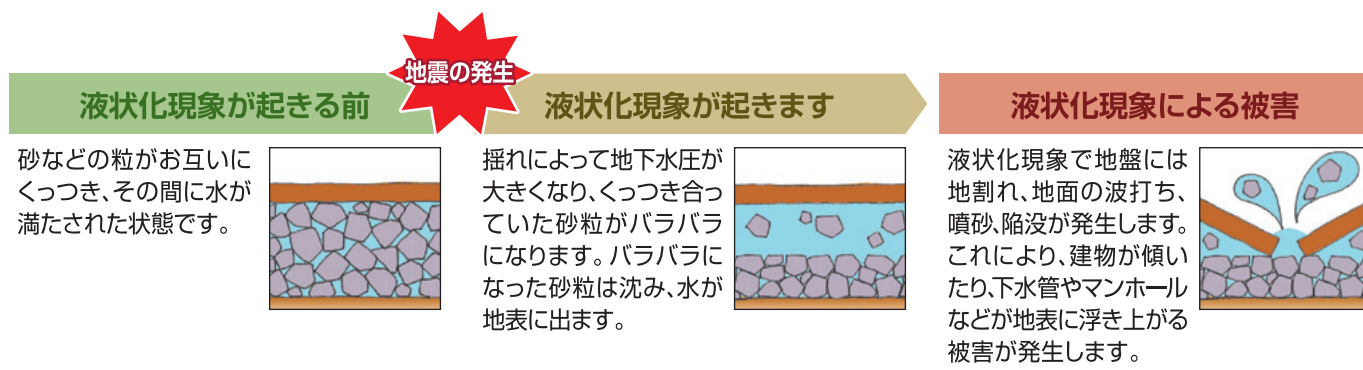 地震の発生
液状化現象が起きる前
砂などの粒がお互いに
くっつき、その間に水が
満たされた状態です。
液状化現象が起きます
揺れによって地下水圧が
大きくなり、くっつき合っ
ていた砂粒がバラバラ
になります。バラバラに
なった砂粒は沈み、水が
地表に出ます。
液状化現象による被害
液状化現象で地盤には
地割れ、地面の波打ち、
噴砂、陥没が発生します。
これにより、建物が傾い
たり、下水管やマンホール
などが地表に浮き上がる
被害が発生します。